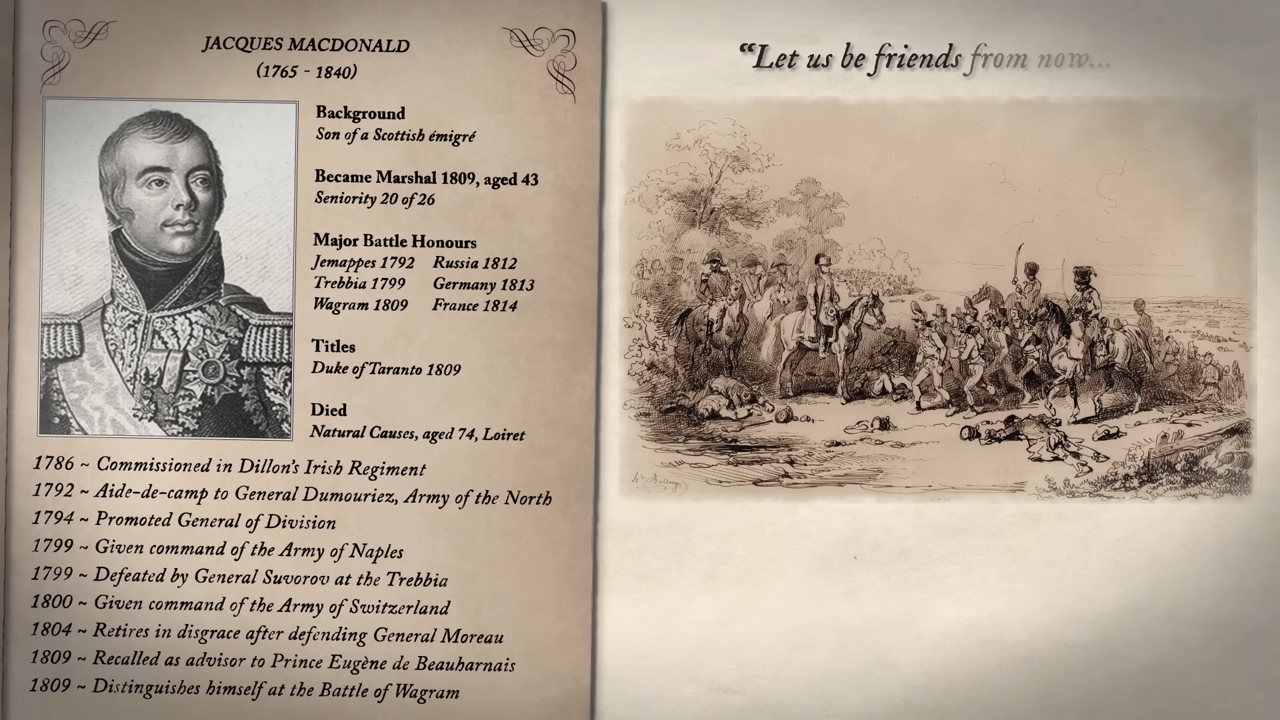 JACQUES MACDONALD
(1765 - 1840)
Background
Son of a Scottish émigré
Became Marshal 1809, aged 43
Seniority 20 of 26
Major Battle Honours
Jemappes 1792 Russia 1812
Trebbia 1799 Germany 1813
Wagram 1809 France 1814
Titles
Duke of Taranto 1809
Died
Natural Causes, aged 74, Loiret
1786 ~ Commissioned in Dillon's Irish Regiment
1792 ~ Aide-de-camp to General Dumouriez, Army of the North
1794 ~ Promoted General of Division
1799 ~ Given command of the Army of Naples
1799 ~ Defeated by General Suvorov at the Trebbia
1800 ~ Given command of the Army of Switzerland
1804 ~ Retires in disgrace after defending General Moreau
1809 ~ Recalled as advisor to Prince Eugène de Beauharnais
1809 ~ Distinguishes himself at the Battle of Wagram
“Let us be friends from now...